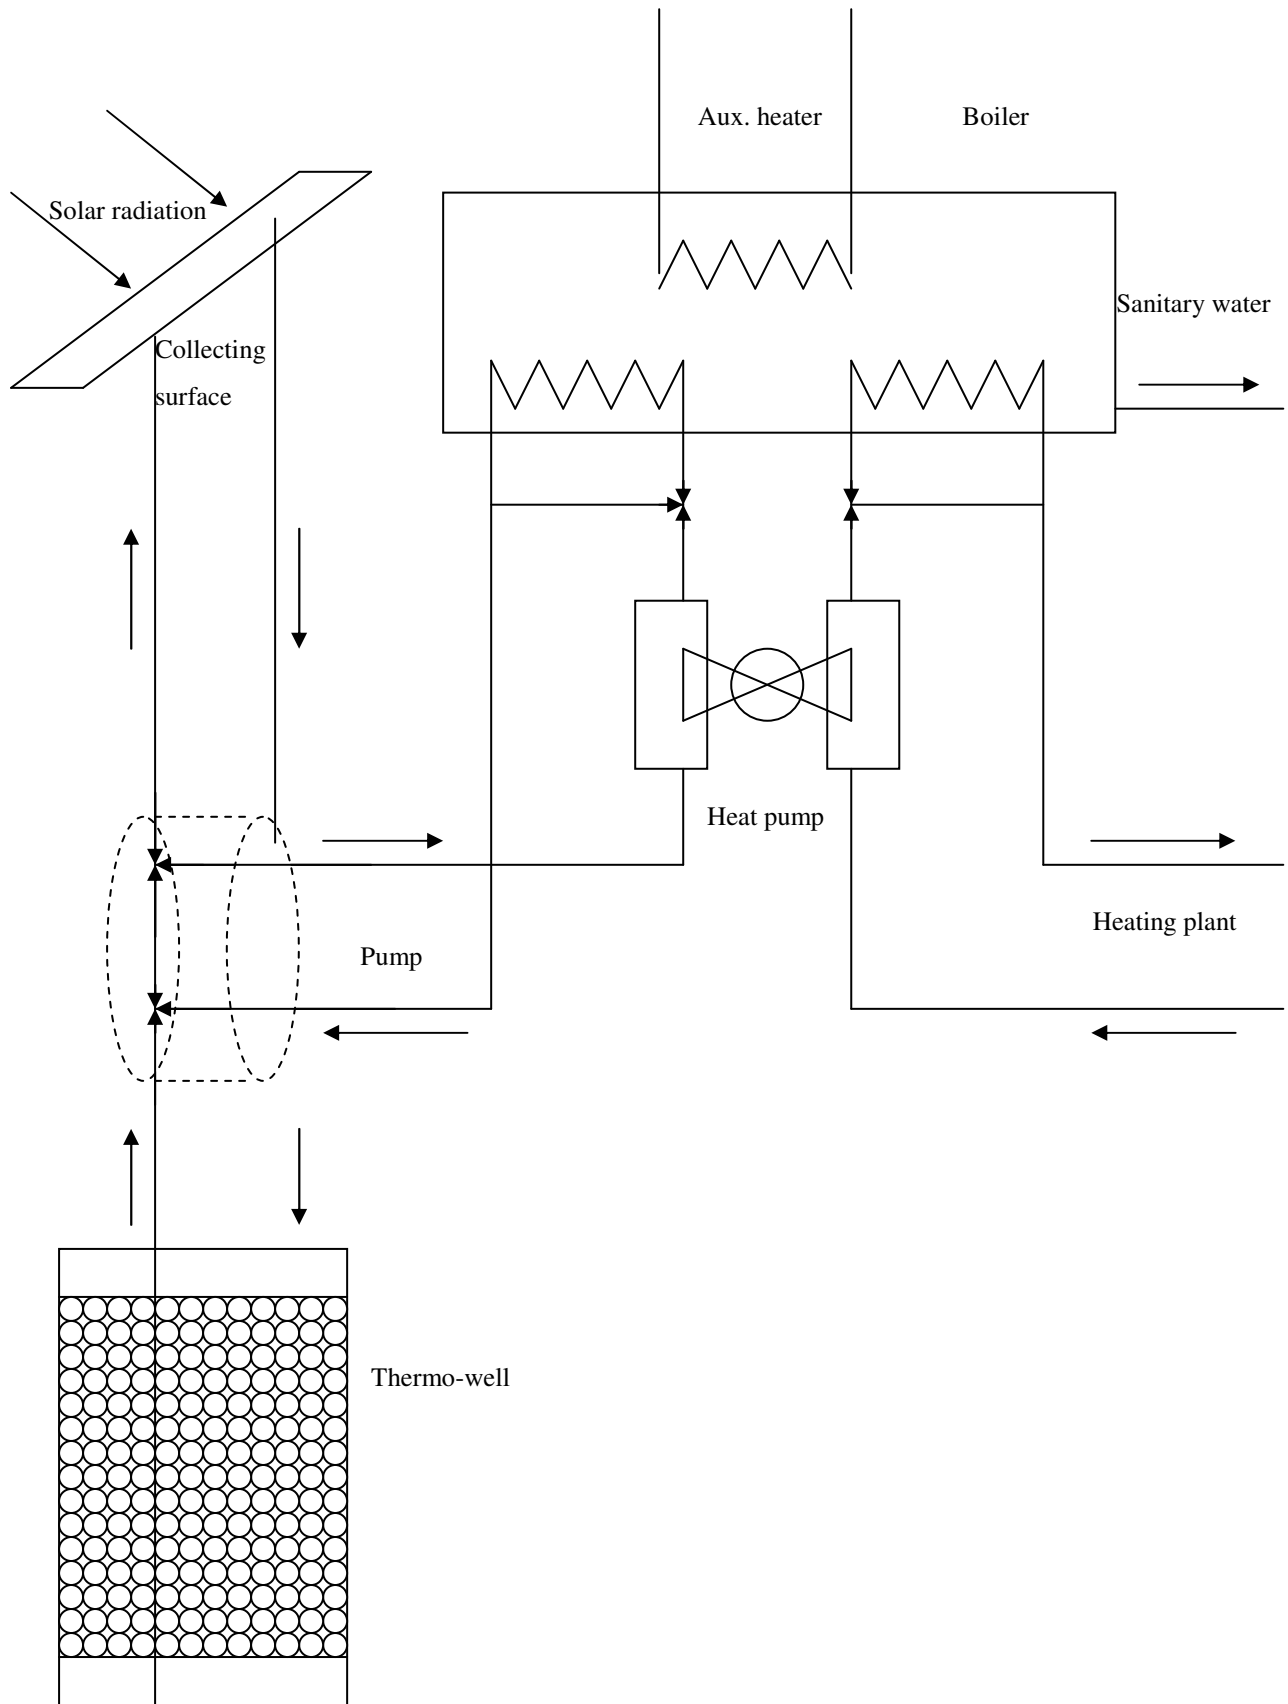 Aux. heater
Boiler
Solar radiation
Sanitary water
Collecting
surface
Heat pump
Heating plant
Pump
Thermo-well